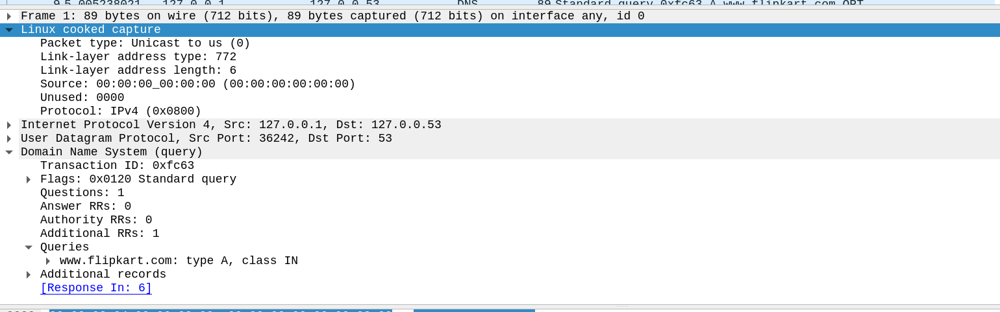 9 5.005238021 127.0.0.1 127.0.0.53 DNS 89 Standard query 0xfc63 A www.flipkart.com OPT
Frame 1: 89 bytes on wire (712 bits), 89 bytes captured (712 bits) on interface any, id 0
Linux cooked capture
Packet type: Unicast to us (0)
Link-layer address type: 772
Link-layer address length: 6
Source: 00:00:00_00:00:00 (00:00:00:00:00:00)
Unused: 0000
Protocol: IPv4 (0x0800)
Internet Protocol Version 4, Src: 127.0.0.1, Dst: 127.0.0.53
User Datagram Protocol, Src Port: 36242, Dst Port: 53
Domain Name System (query)
Transaction ID: 0xfc63
Flags: 0x0120 Standard query
Questions: 1
Answer RRs: 0
Authority RRs: 0
Additional RRs: 1
Queries
www.flipkart.com: type A, class IN
Additional records
[Response In: 6]